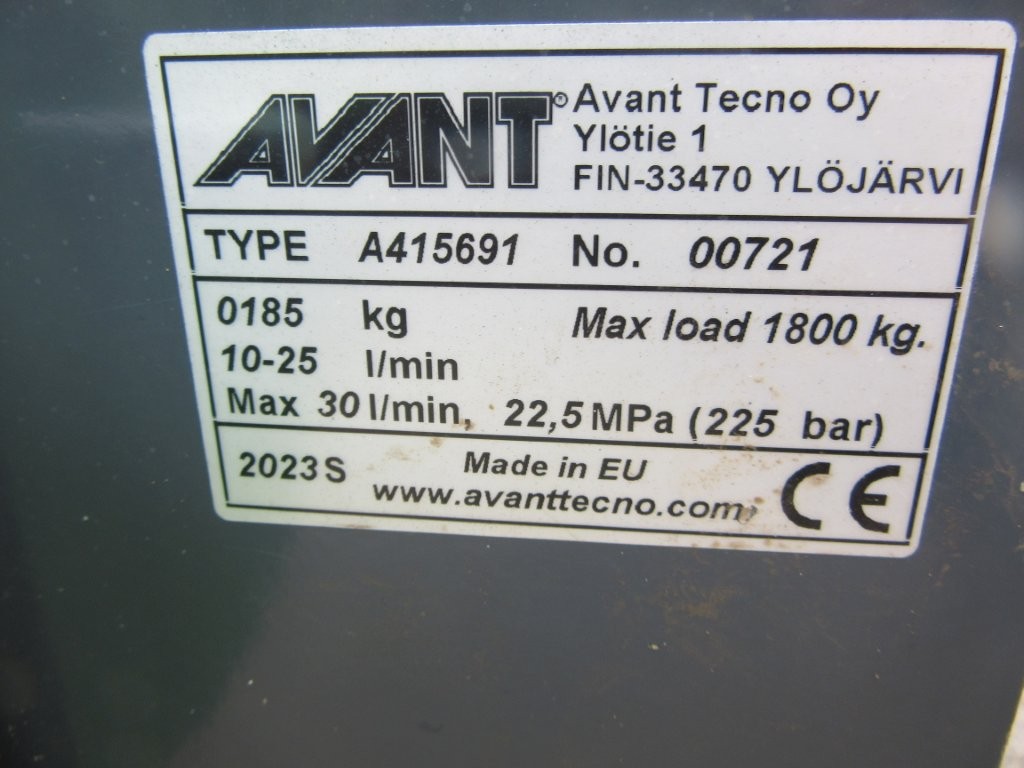 AVANT® Avant Tecno Oy
Ylötie 1
FIN-33470 YLÖJÄRVI
TYPE A415691 No. 00721
0185 kg Max load 1800 kg.
10-25 l/min
Max 30 l/min, 22,5 MPa (225 bar)
2023 S Made in EU
www.avanttecno.com CE